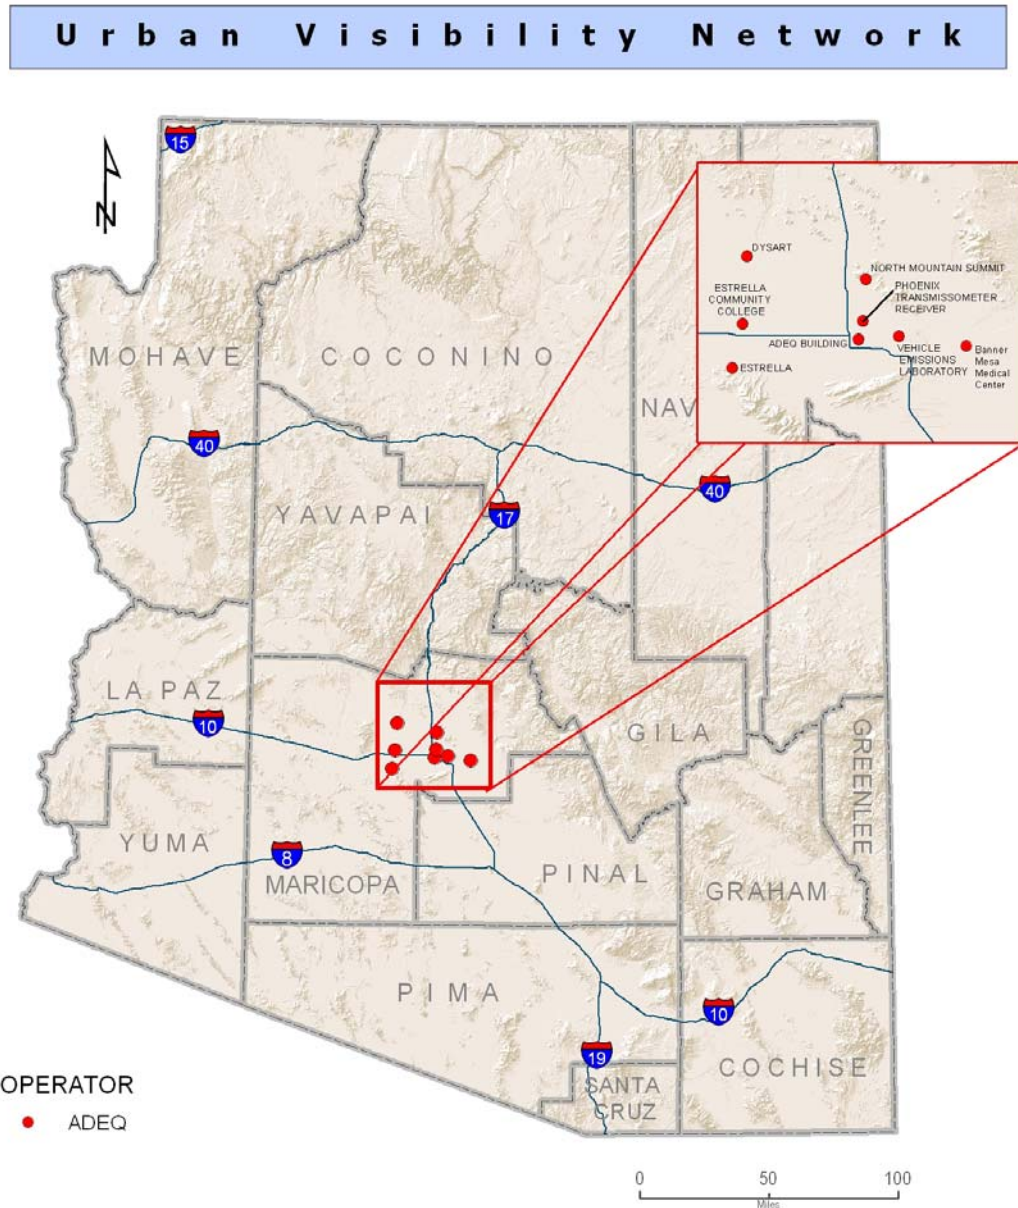 Urban Visibility Network
15
N
DYSART
NORTH MOUNTAIN SUMMIT
PHOENIX
TRANSMISSOMETER
RECEIVER
ESTRELLA
COMMUNITY
COLLEGE
ADEQ BUILDING
VEHICLE
EMISSIONS
LABORATORY
Banner
Mesa
Medical
Center
ESTRELLA
MOHAVE
COCONINO
NAV
40
40
YAVAPAI
17
LA PAZ
10
GILA
GREENLEE
YUMA
8
MARICOPA
PINAL
GRAHAM
PIMA
10
19
COCHISE
SANTA
CRUZ
OPERATOR
ADEQ
0 50 100
Miles